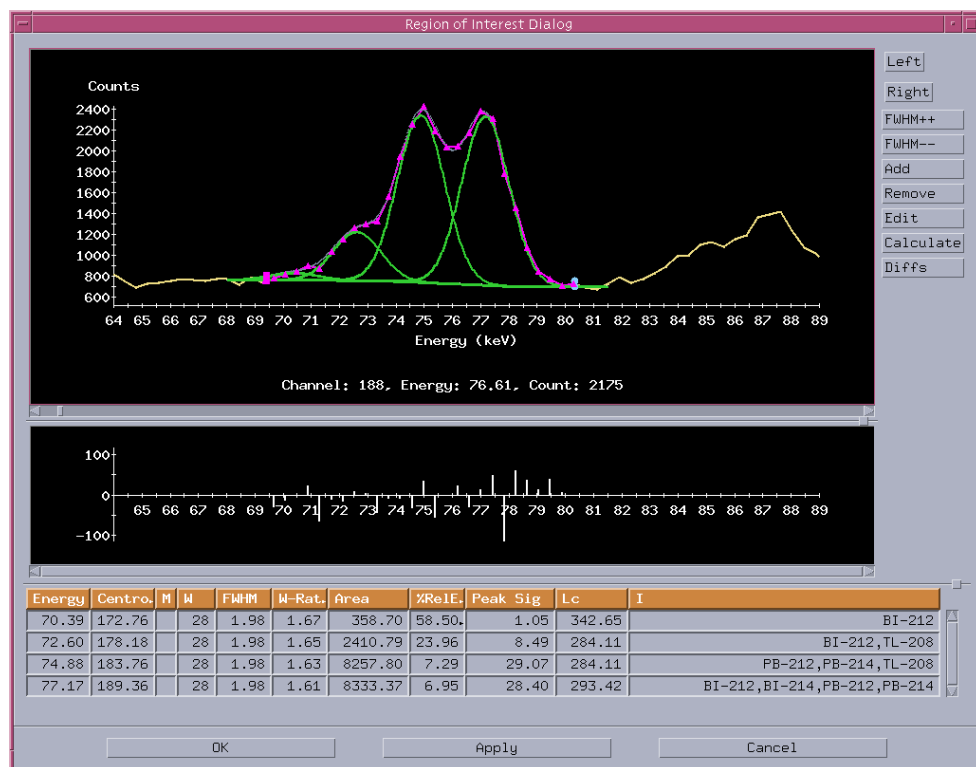 Region of Interest Dialog
Left
Right
FWHM++
FWHM--
Add
Remove
Edit
Calculate
Diffs
Counts
2400
2200
2000
1800
1600
1400
1200
1000
800
600
64 65 66 67 68 69 70 71 72 73 74 75 76 77 78 79 80 81 82 83 84 85 86 87 88 89
Energy (keV)
Channel: 188, Energy: 76.61, Count: 2175
100
0
65 66 67 68 69 70 71 72 73 74 75 76 77 78 79 80 81 82 83 84 85 86 87 88 89
-100
Energy Centro. M W FWHM W-Rat. Area %RelE. Peak Sig Lc I
70.39 172.76 28 1.98 1.67 358.70 58.50. 1.05 342.65 BI-212
72.60 178.18 28 1.98 1.65 2410.79 23.96 8.49 284.11 BI-212,TL-208
74.88 183.76 28 1.98 1.63 8257.80 7.29 29.07 284.11 PB-212,PB-214,TL-208
77.17 189.36 28 1.98 1.61 8333.37 6.95 28.40 293.42 BI-212,BI-214,PB-212,PB-214
OK Apply Cancel